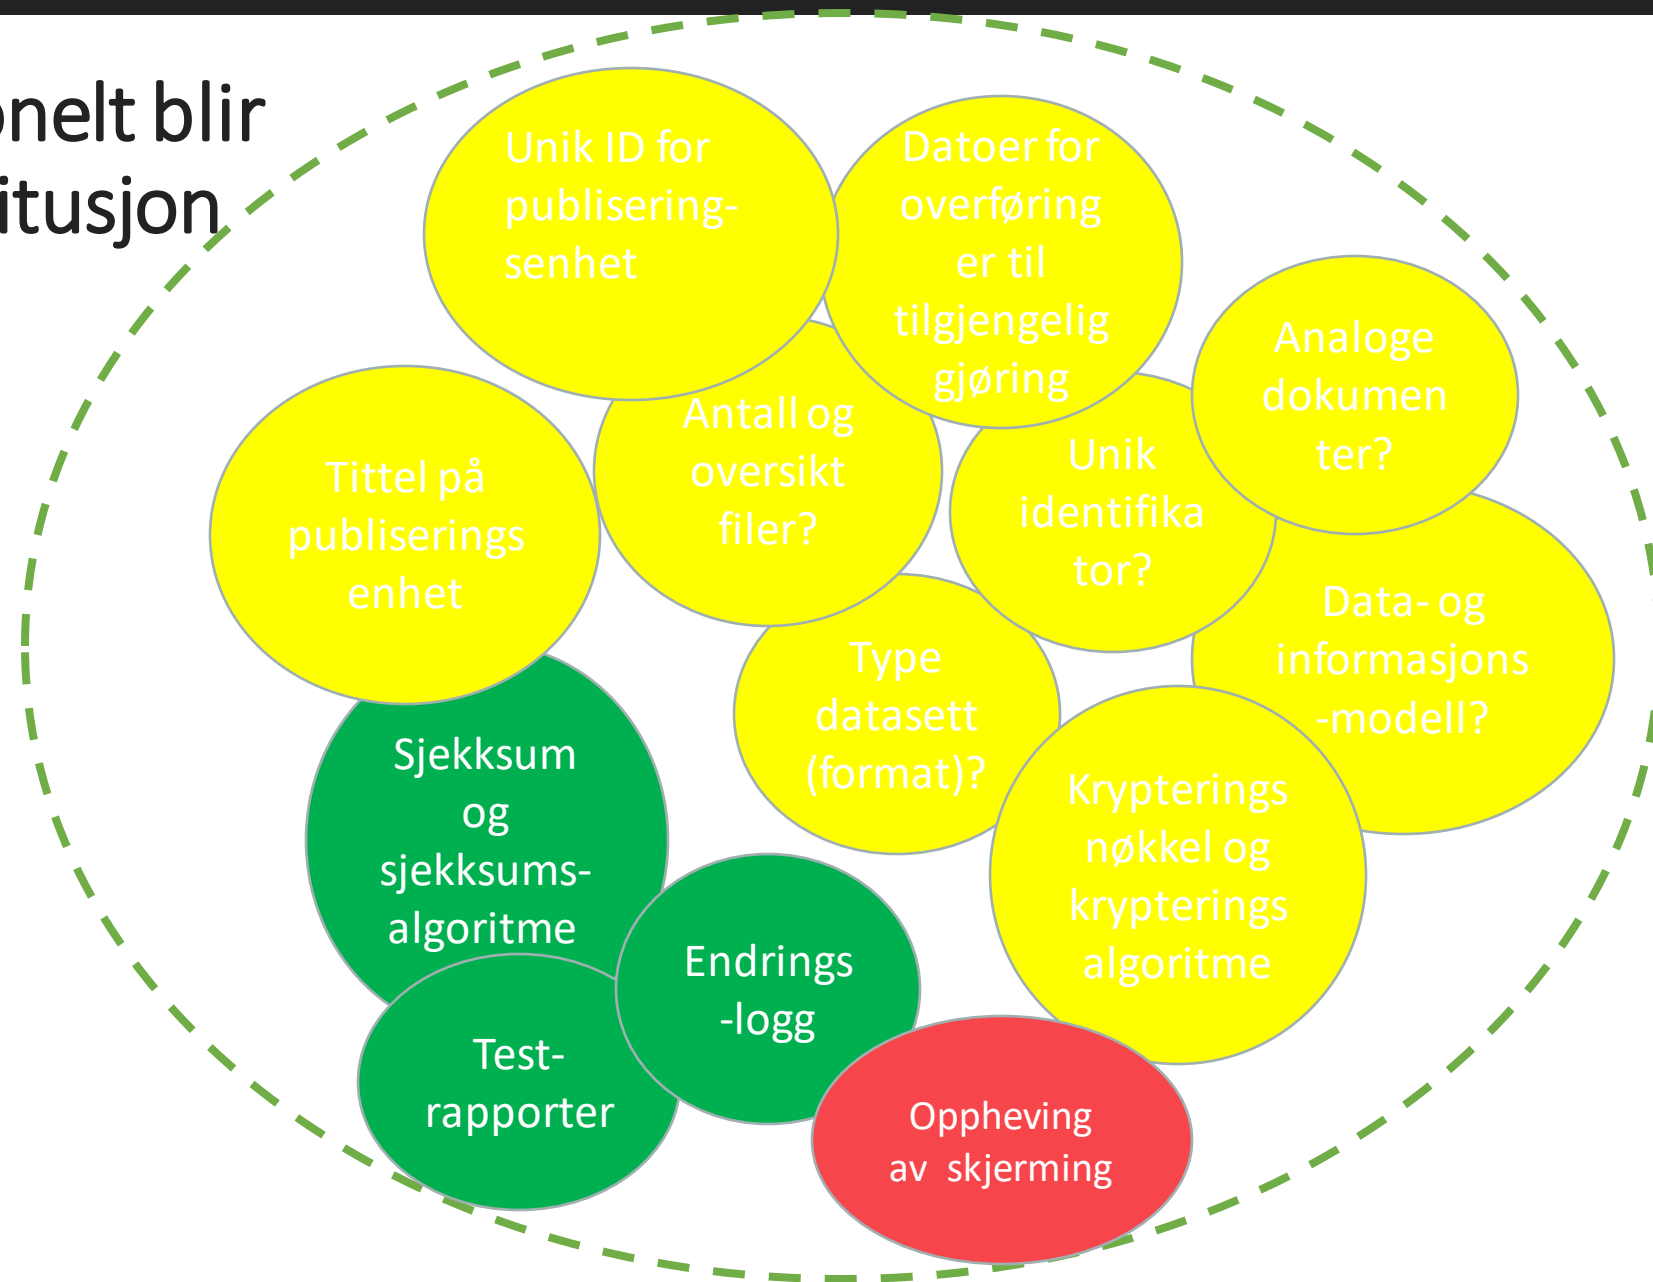 onelt blir
itusjon
Unik ID for
publisering-
senhet
Datoer for
overføring
er til
tilgjengelig
gjøring
Analoge
dokumen
ter?
Antall og
oversikt
filer?
Unik
identifika
tor?
Tittel på
publiserings
enhet
Data- og
informasjons
-modell?
Type
datasett
(format)?
Sjekksum
og
sjekksums-
algoritme
Krypterings
nøkkel og
krypterings
algoritme
Endrings
-logg
Test-
rapporter
Oppheving
av skjerming